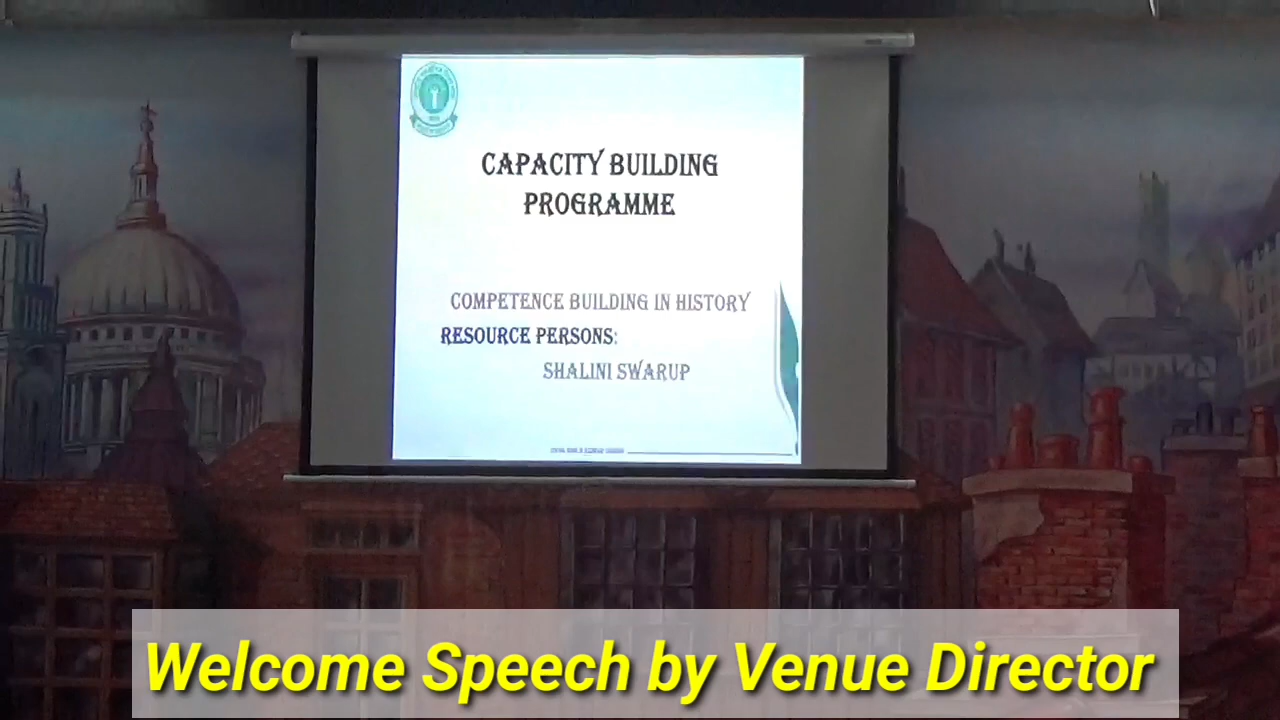 CAPACITY BUILDING
PROGRAMME
COMPETENCE BUILDING IN HISTORY
RESOURCE PERSONS:
SHALINI SWARUP
Welcome Speech by Venue Director